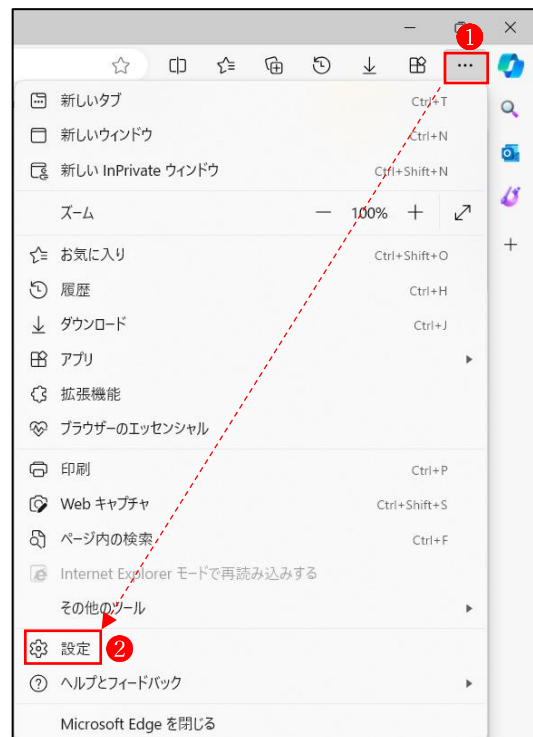 1
新しいタブ Ctrl+T
新しいウィンドウ Ctrl+N
新しい InPrivate ウィンドウ Ctrl+Shift+N
ズーム 100%
お気に入り Ctrl+Shift+O
履歴 Ctrl+H
ダウンロード Ctrl+J
アプリ
拡張機能
ブラウザーのエッセンシャル
印刷 Ctrl+P
Web キャプチャ Ctrl+Shift+S
ページ内の検索 Ctrl+F
Internet Explorer モードで再読み込みする
その他のツール
設定 2
ヘルプとフィードバック
Microsoft Edge を閉じる